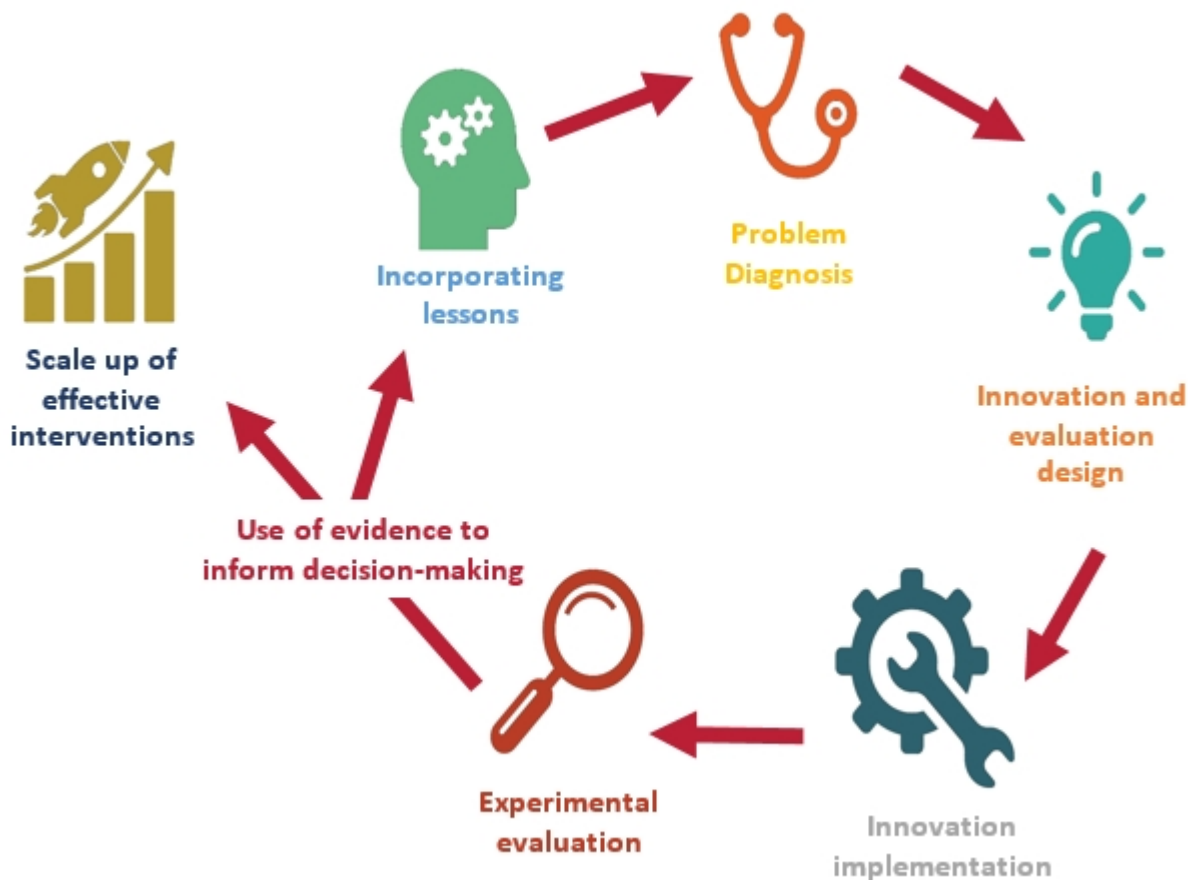 Incorporating
lessons
Problem
Diagnosis
Scale up of
effective
interventions
Innovation and
evaluation
design
Use of evidence to
inform decision-making
Experimental
evaluation
Innovation
implementation